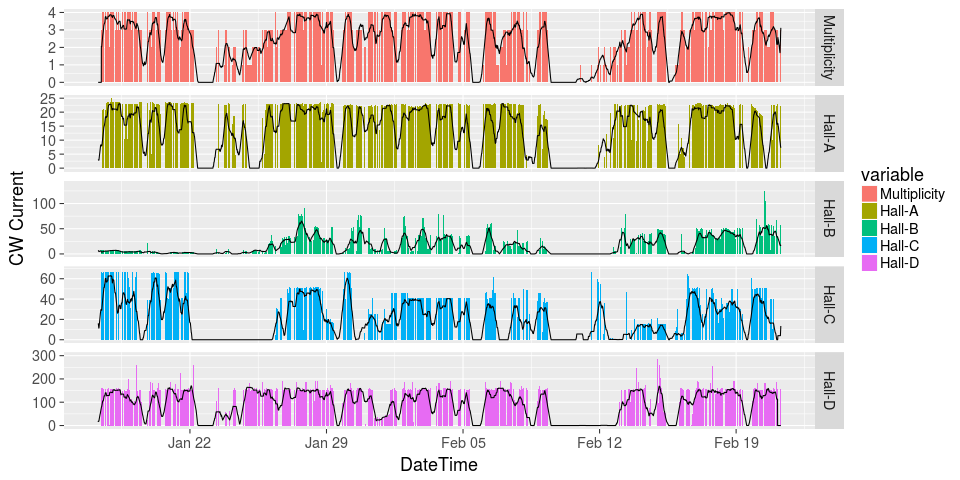 CW Current
4
3
2
1
0
Multiplicity
25
20
15
10
5
0
Hall-A
100
50
0
Hall-B
60
40
20
0
Hall-C
300
200
100
0
Hall-D
Jan 22 Jan 29 Feb 05 Feb 12 Feb 19
DateTime
variable
Multiplicity
Hall-A
Hall-B
Hall-C
Hall-D